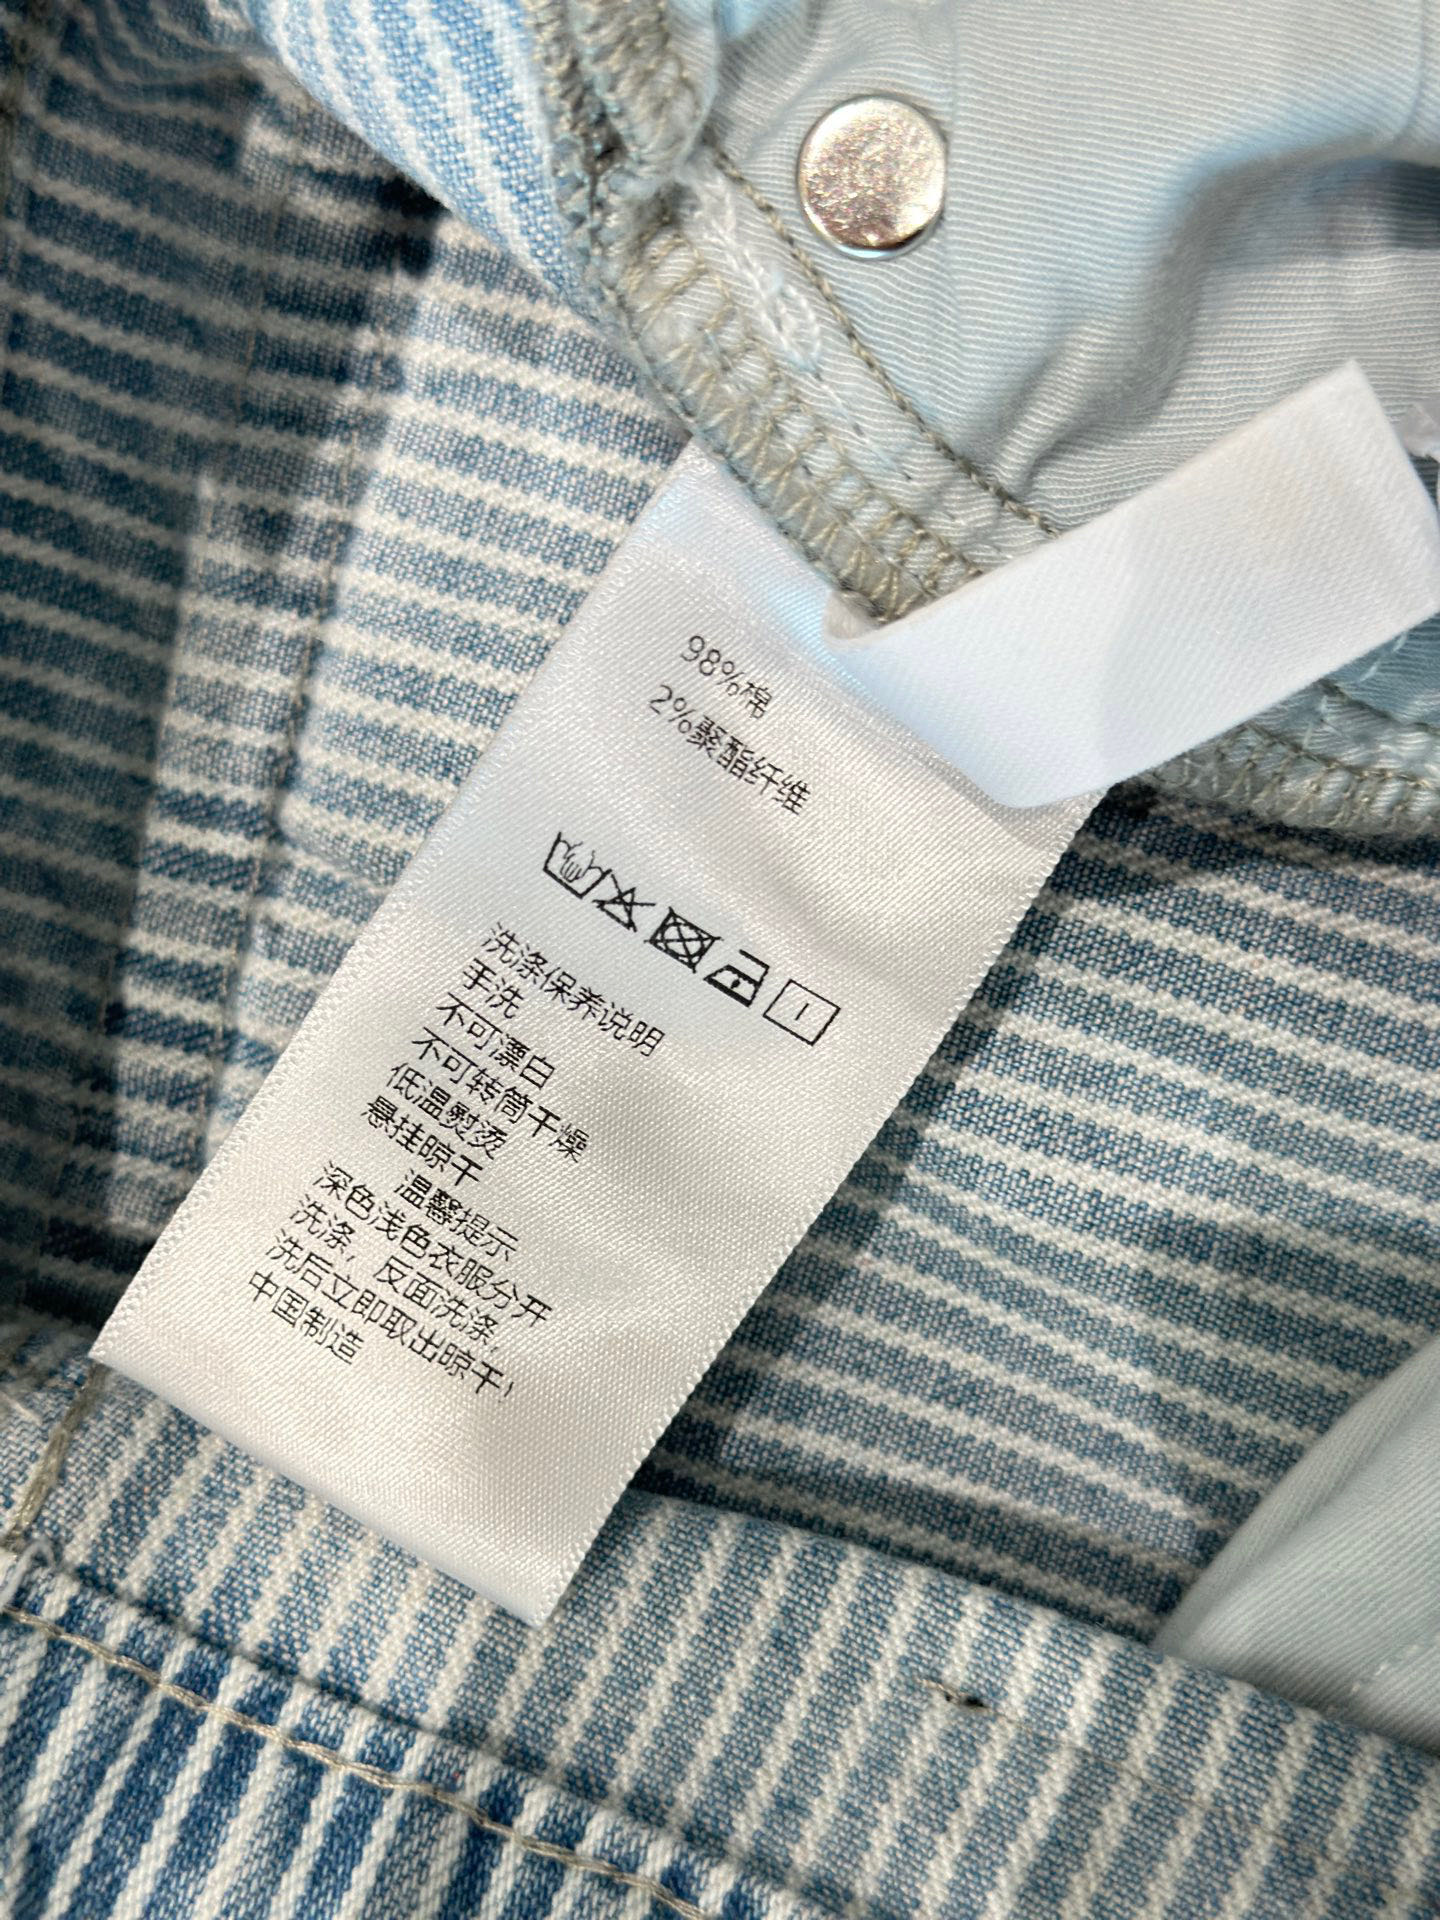 98%棉
2%聚酯纤维
洗涤保养说明
手洗
不可漂白
不可转筒干燥
低温熨烫
悬挂晾干
温馨提示
深色浅色衣服分开
洗涤，反面洗涤，
洗后立即取出晾干！
中国制造